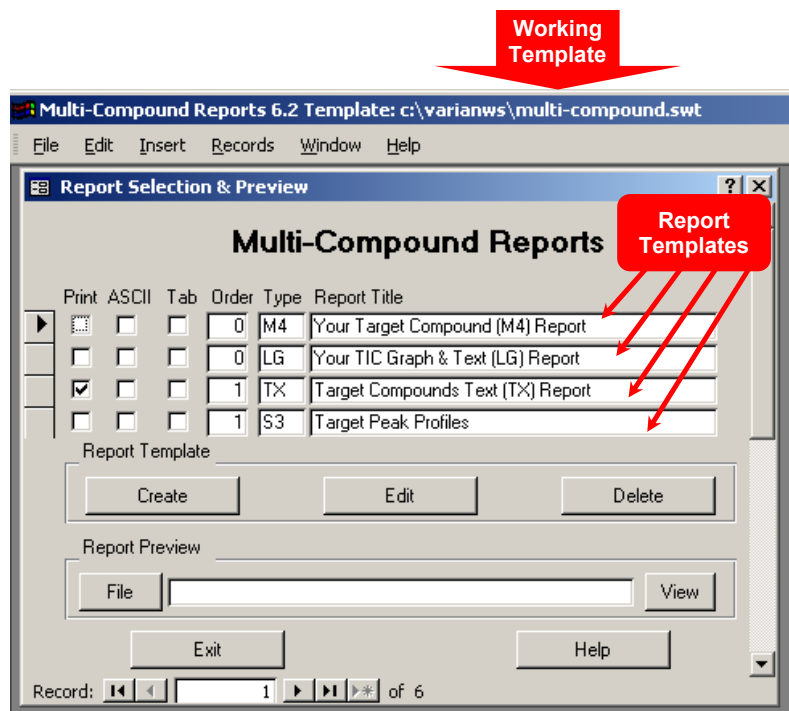 Working
Template
Multi-Compound Reports 6.2 Template: c:\varianws\multi-compound.swt
File Edit Insert Records Window Help
Report Selection & Preview
Multi-Compound Reports
Report
Templates
Print ASCII Tab Order Type Report Title
0 M4 Your Target Compound (M4) Report
0 LG Your TIC Graph & Text (LG) Report
1 TX Target Compounds Text (TX) Report
1 S3 Target Peak Profiles
Report Template
Create Edit Delete
Report Preview
File View
Exit Help
Record: 1 of 6